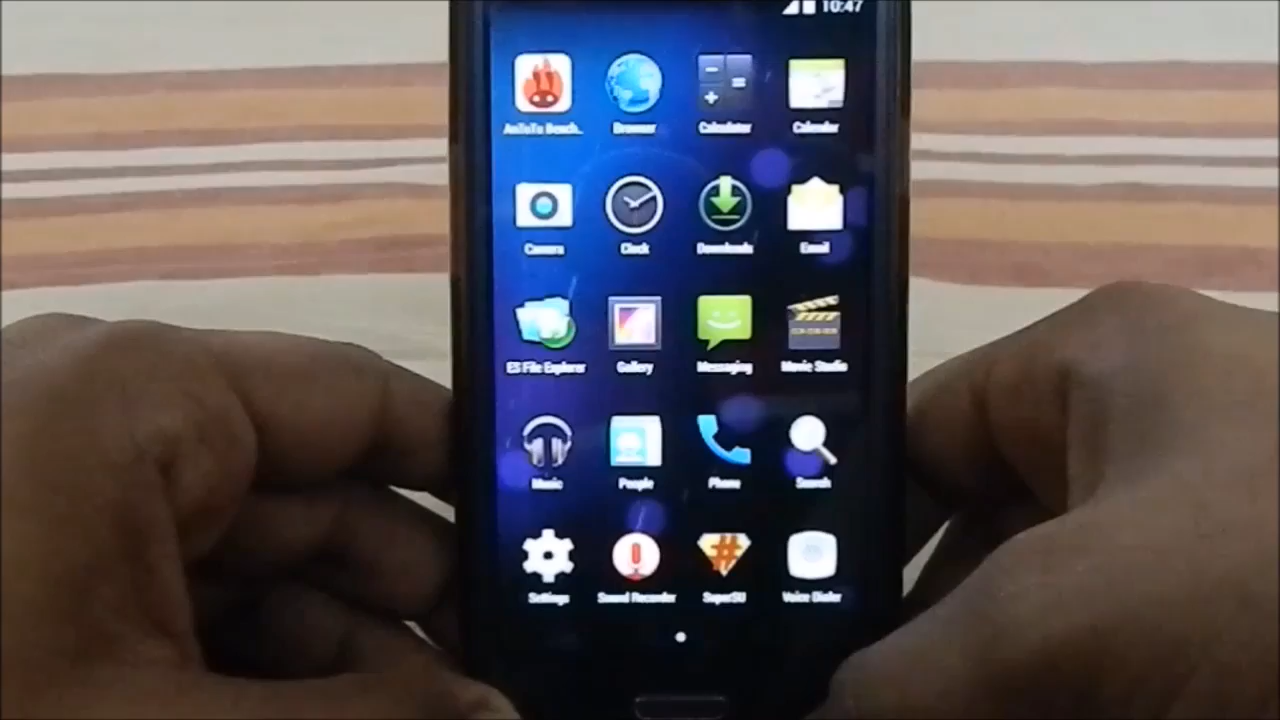 10:47
AnTuTu Bench..
Browser
Calculator
Calendar
Camera
Clock
Downloads
Email
ES File Explorer
Gallery
Messaging
Movie Studio
Music
People
Phone
Search
Settings
Sound Recorder
SuperSU
Voice Dialer